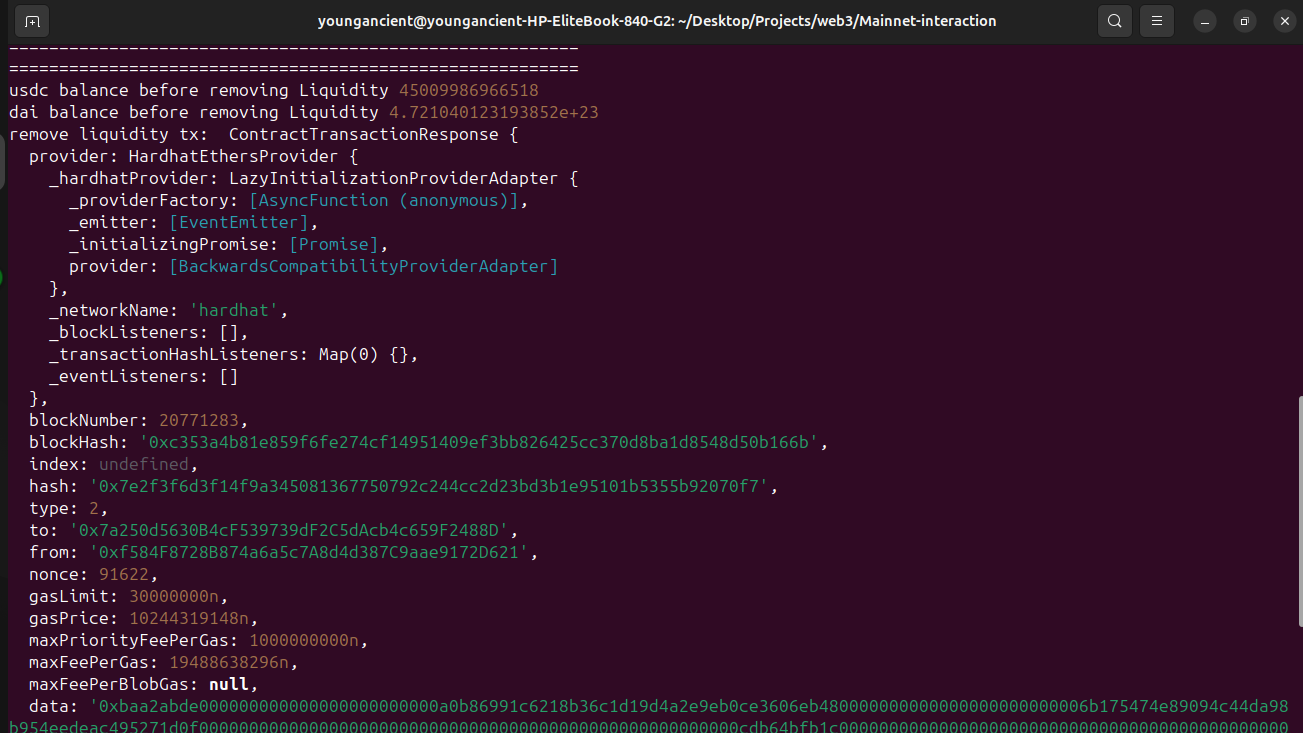 youngancient@youngancient-HP-EliteBook-840-G2: ~/Desktop/Projects/web3/Mainnet-interaction
=========================================================
=========================================================
usdc balance before removing Liquidity 45009986966518
dai balance before removing Liquidity 4.721040123193852e+23
remove liquidity tx:  ContractTransactionResponse {
  provider: HardhatEthersProvider {
    _hardhatProvider: LazyInitializationProviderAdapter {
      _providerFactory: [AsyncFunction (anonymous)],
      _emitter: [EventEmitter],
      _initializingPromise: [Promise],
      provider: [BackwardsCompatibilityProviderAdapter]
    },
    _networkName: 'hardhat',
    _blockListeners: [],
    _transactionHashListeners: Map(0) {},
    _eventListeners: []
  },
  blockNumber: 20771283,
  blockHash: '0xc353a4b81e859f6fe274cf14951409ef3bb826425cc370d8ba1d8548d50b166b',
  index: undefined,
  hash: '0x7e2f3f6d3f14f9a345081367750792c244cc2d23bd3b1e95101b5355b92070f7',
  type: 2,
  to: '0x7a250d5630B4cF539739dF2C5dAcb4c659F2488D',
  from: '0xf584F8728B874a6a5c7A8d4d387C9aae9172D621',
  nonce: 91622,
  gasLimit: 30000000n,
  gasPrice: 10244319148n,
  maxPriorityFeePerGas: 1000000000n,
  maxFeePerGas: 19488638296n,
  maxFeePerBlobGas: null,
  data: '0xbaa2abde000000000000000000000000a0b86991c6218b36c1d19d4a2e9eb0ce3606eb480000000000000000000000006b175474e89094c44da98
b954eedeac495271d0f000000000000000000000000000000000000000000000000000000cdb64bfb1c000000000000000000000000000000000000000000000